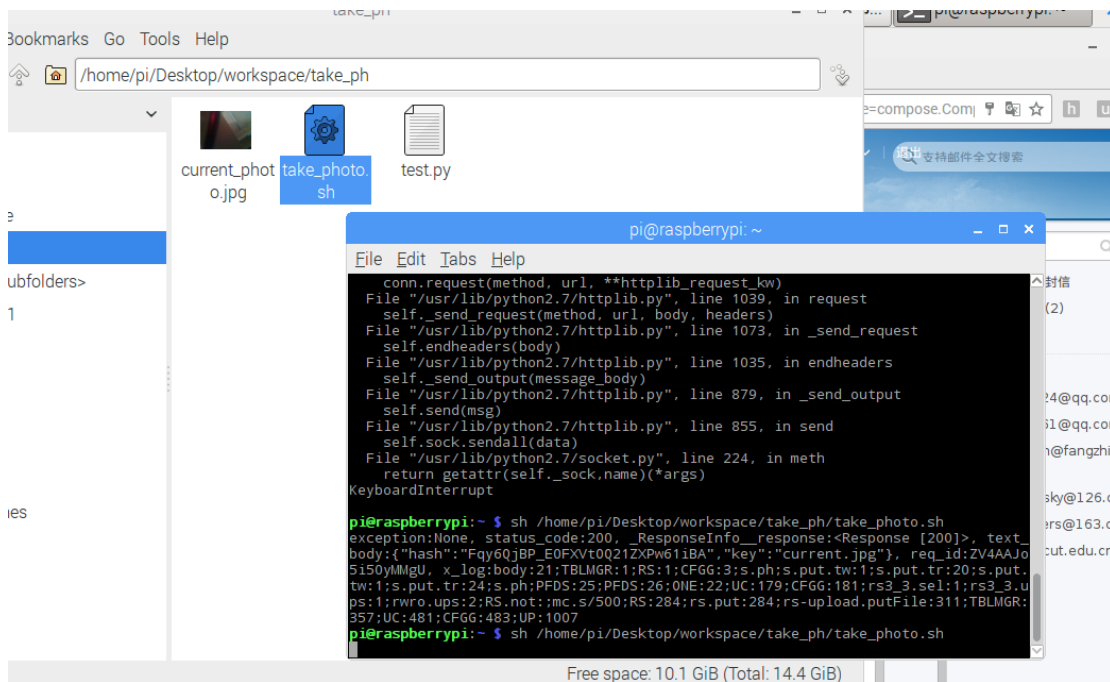 take_ph
Bookmarks Go Tools Help
/home/pi/Desktop/workspace/take_ph
current_phot
o.jpg
take_photo.
sh
test.py
ubfolders>
1
pi@raspberrypi: ~
File Edit Tabs Help
conn.request(method, url, **httplib_request_kw)
File "/usr/lib/python2.7/httplib.py", line 1039, in request
self._send_request(method, url, body, headers)
File "/usr/lib/python2.7/httplib.py", line 1073, in _send_request
self.endheaders(body)
File "/usr/lib/python2.7/httplib.py", line 1035, in endheaders
self._send_output(message_body)
File "/usr/lib/python2.7/httplib.py", line 879, in _send_output
self.send(msg)
File "/usr/lib/python2.7/httplib.py", line 855, in send
self.sock.sendall(data)
File "/usr/lib/python2.7/socket.py", line 224, in meth
return getattr(self._sock,name)(*args)
KeyboardInterrupt
pi@raspberrypi:~ $ sh /home/pi/Desktop/workspace/take_ph/take_photo.sh
exception:None, status_code:200, _ResponseInfo__response:<Response [200]>, text_
body:{"hash":"Fqy6QjBP_E0FXVt0Q21ZXPw61iBA","key":"current.jpg"}, req_id:ZV4AAJo
5i5OyMMgU, x_log:body:21;TBLMGR:1;RS:1;CFGG:3;s.ph;s.put.tw:1;s.put.tr:20;s.put.
tw:1;s.put.tr:24;s.ph;PFDS:25;PFDS:26;ONE:22;UC:179;CFGG:181;rs3_3.sel:1;rs3_3.u
ps:1;rwro.ups:2;RS.not:;mc.s/500;RS:284;rs.put:284;rs-upload.putFile:311;TBLMGR:
357;UC:481;CFGG:483;UP:1007
pi@raspberrypi:~ $ sh /home/pi/Desktop/workspace/take_ph/take_photo.sh
Free space: 10.1 GiB (Total: 14.4 GiB)
pi@raspberrypi: ~
=compose.Com
h
u
退出
支持邮件全文搜索
封信
(2)
24@qq.co
51@qq.co
@fangzhi
sky@126.
ers@163.
cut.edu.cn